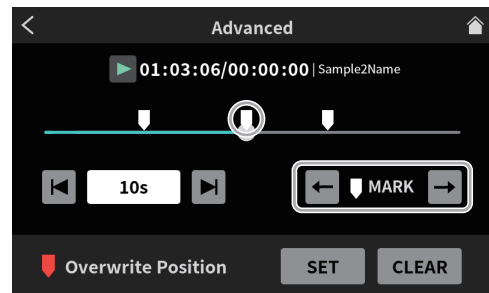 Advanced
01:03:06/00:00:00 | Sample2Name
10s
MARK
Overwrite Position
SET
CLEAR